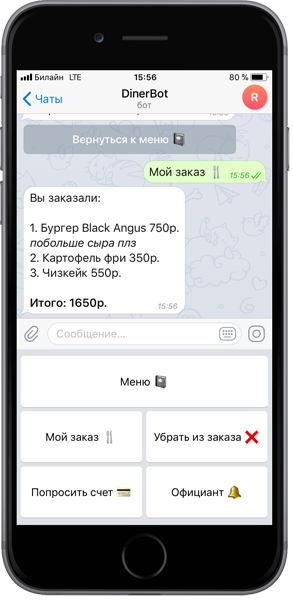 Билайн LTE 15:56 80 %
Чаты DinerBot R
бот
Вернуться к меню 📓
Мой заказ 🍴 15:56
Вы заказали:
1. Бургер Black Angus 750р.
побольше сыра плз
2. Картофель фри 350р.
3. Чизкейк 550р.
Итого: 1650р. 15:56
Сообщение...
Меню 📓
Мой заказ 🍴 Убрать из заказа ❌
Попросить счет 💳 Официант 🔔